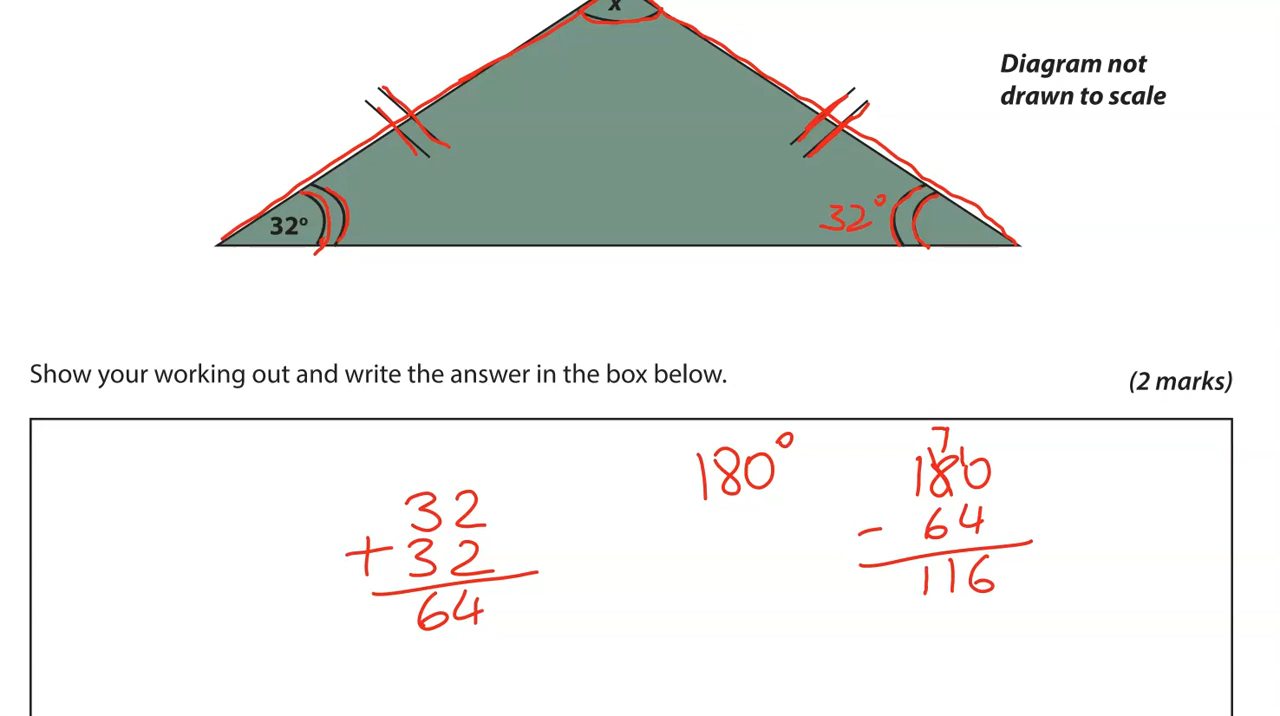 x
Diagram not
drawn to scale
32° 32°
Show your working out and write the answer in the box below. (2 marks)
180°
32
+ 32
64
7 1
180
- 64
116